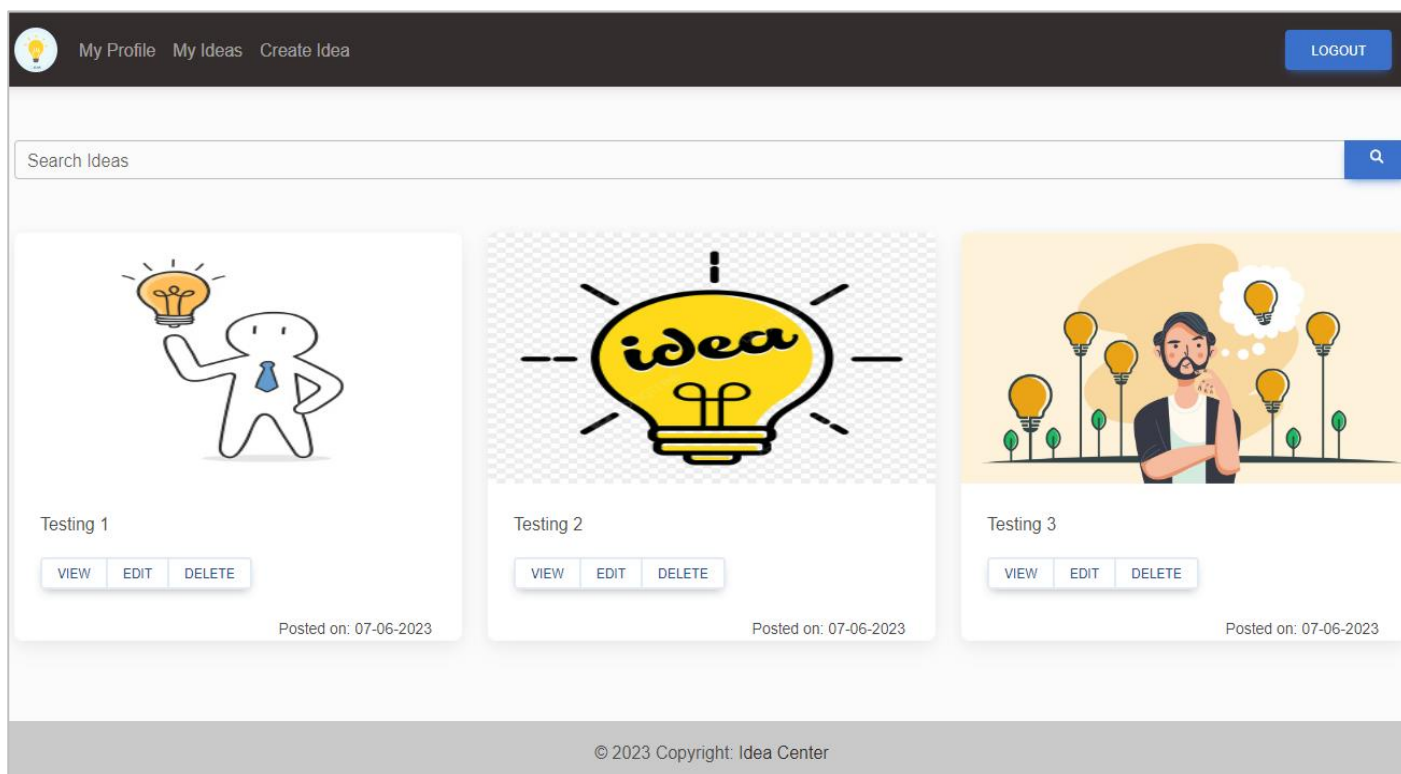 My Profile My Ideas Create Idea LOGOUT
Search Ideas
idea
Testing 1
VIEW EDIT DELETE
Posted on: 07-06-2023
Testing 2
VIEW EDIT DELETE
Posted on: 07-06-2023
Testing 3
VIEW EDIT DELETE
Posted on: 07-06-2023
© 2023 Copyright: Idea Center